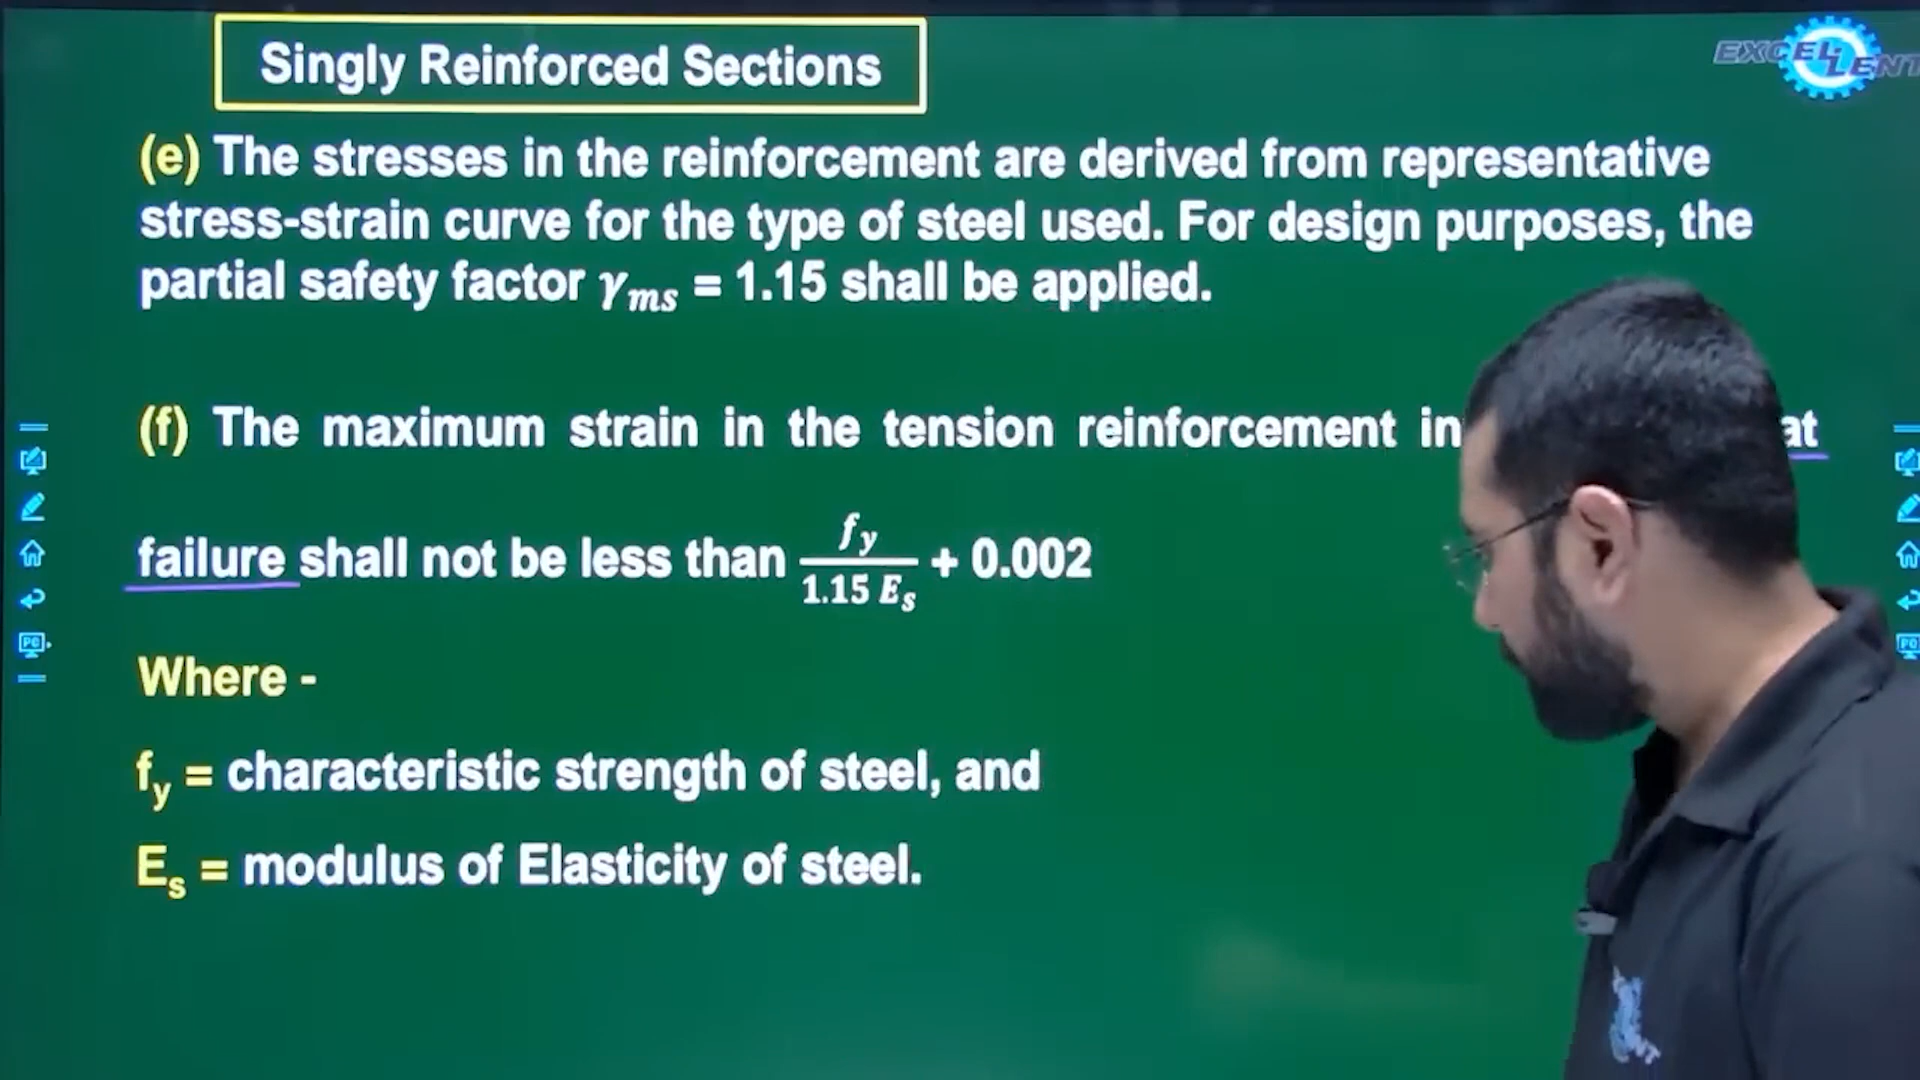 Singly Reinforced Sections
EXCELLENT
(e) The stresses in the reinforcement are derived from representative
stress-strain curve for the type of steel used. For design purposes, the
partial safety factor γms = 1.15 shall be applied.
(f) The maximum strain in the tension reinforcement in at
failure shall not be less than fy / 1.15 Es + 0.002
Where -
fy = characteristic strength of steel, and
Es = modulus of Elasticity of steel.
PC
PC